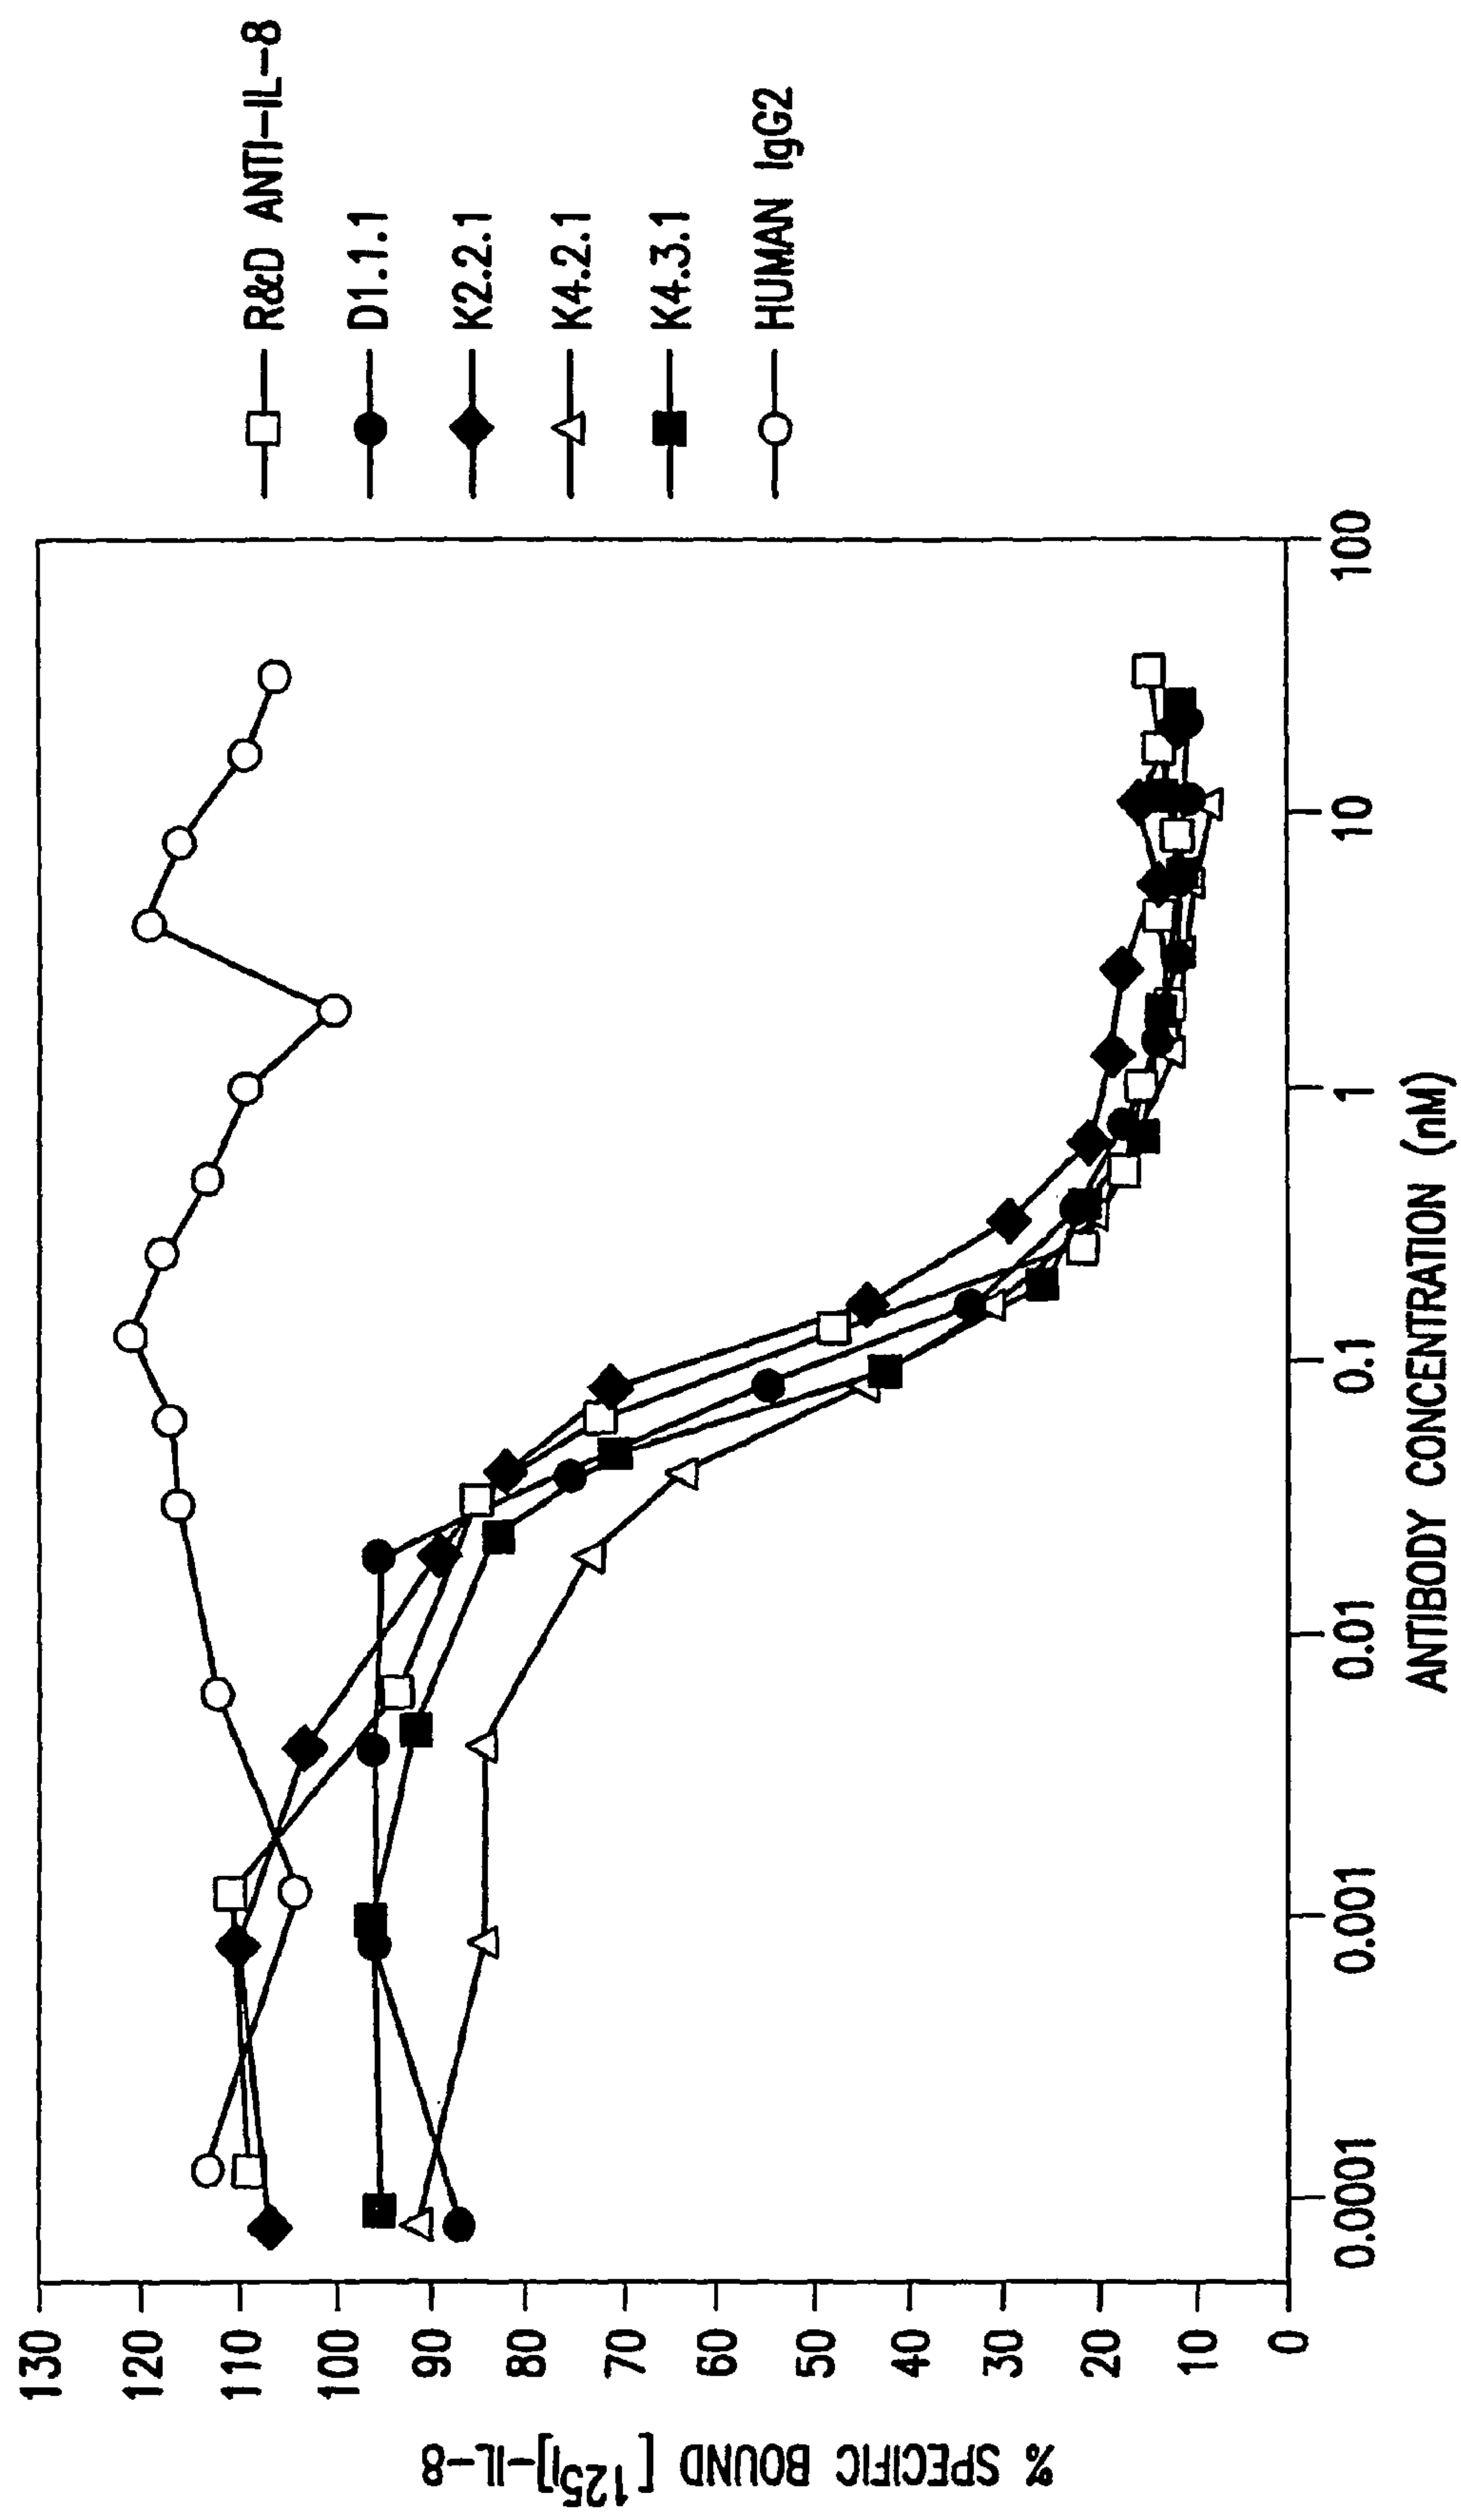 % SPECIFIC BOUND [125I]-IL-8
130
120
110
100
90
80
70
60
50
40
30
20
10
0
0.0001
0.001
0.01
0.1
1
10
100
ANTIBODY CONCENTRATION (nM)
R&D ANTI-IL-8
D1.1.1
K2.2.1
K4.2.1
K4.3.1
HUMAN IgG2